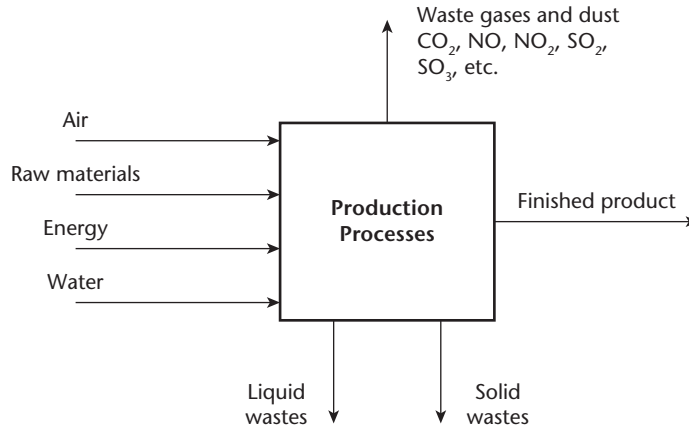 Waste gases and dust
CO₂, NO, NO₂, SO₂,
SO₃, etc.
Air
Raw materials
Energy
Water
Production
Processes
Finished product
Liquid
wastes
Solid
wastes